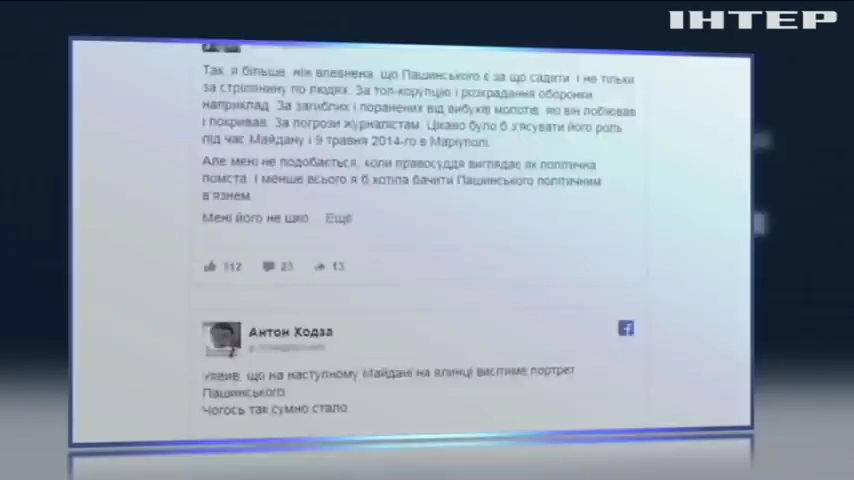 ІНТЕР
Так, я більше, ніж впевнена, що Пашинського є за що садити. І не тільки
за стрілянину по людях. За топ-корупцію і розкрадання оборонки,
наприклад. За загиблих і поранених від вибухів молотів, які він лобіював
і покривав. За погрози журналістам. Цікаво було б з'ясувати його роль
під час Майдану і 9 травня 2014-го в Маріуполі.
Але мені не подобається, коли правосуддя виглядає як політична
помста. І менше всього я б хотіла бачити Пашинського політичним
в'язнем.
Мені його не шко... Ещё
312 23 13
Антон Ходза
Уявив, що на наступному Майдані на ялинці висітиме портрет
Пашинського.
Чогось так сумно стало